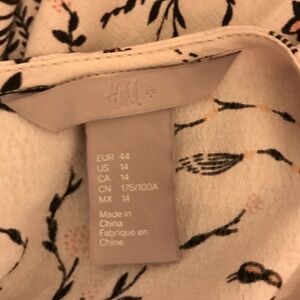 H&M+
EUR 44
US 14
CA 14
CN 175/100A
MX 14
Made in
China
Fabriqué en
Chine